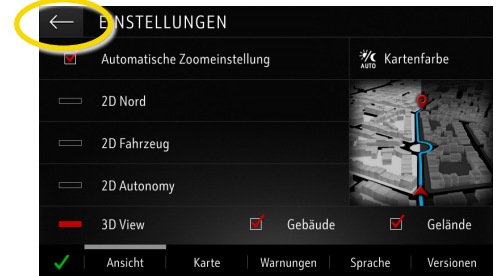 EINSTELLUNGEN
Automatische Zoomeinstellung
AUTO Kartenfarbe
2D Nord
2D Fahrzeug
2D Autonomy
3D View Gebäude Gelände
Ansicht Karte Warnungen Sprache Versionen